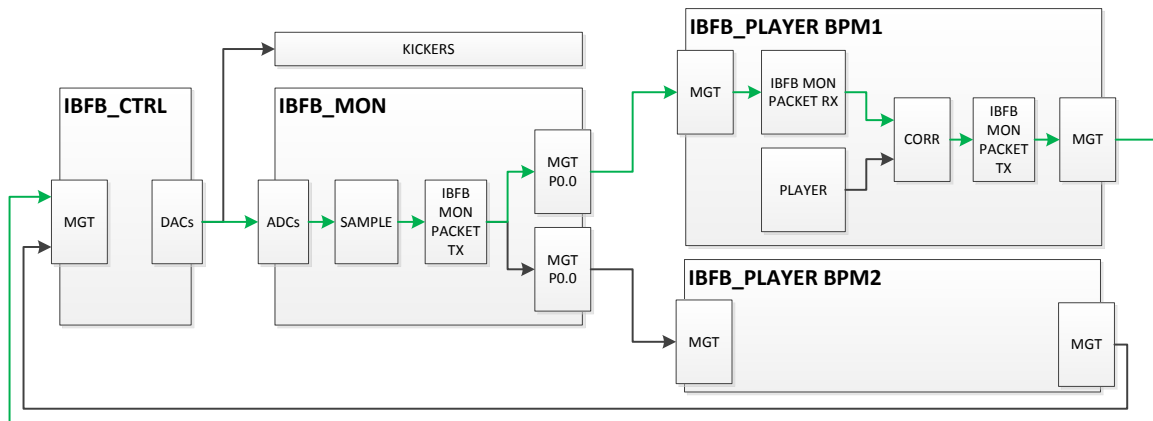 KICKERS
IBFB_CTRL
MGT
DACs
IBFB_MON
ADCs
SAMPLE
IBFB
MON
PACKET
TX
MGT
P0.0
MGT
P0.0
IBFB_PLAYER BPM1
MGT
IBFB MON
PACKET RX
PLAYER
CORR
IBFB
MON
PACKET
TX
MGT
IBFB_PLAYER BPM2
MGT
MGT